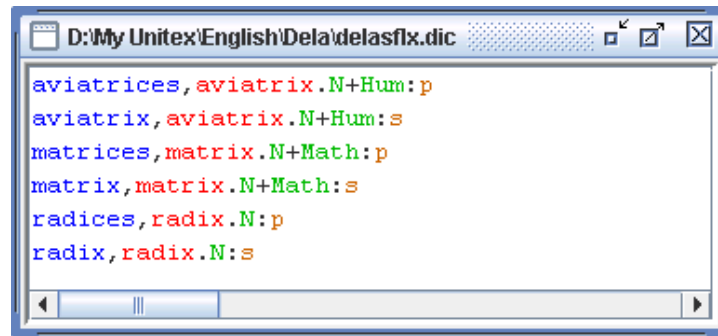 D:\My Unitex\English\Dela\delasflx.dic
aviatrices,aviatrix.N+Hum:p
aviatrix,aviatrix.N+Hum:s
matrices,matrix.N+Math:p
matrix,matrix.N+Math:s
radices,radix.N:p
radix,radix.N:s